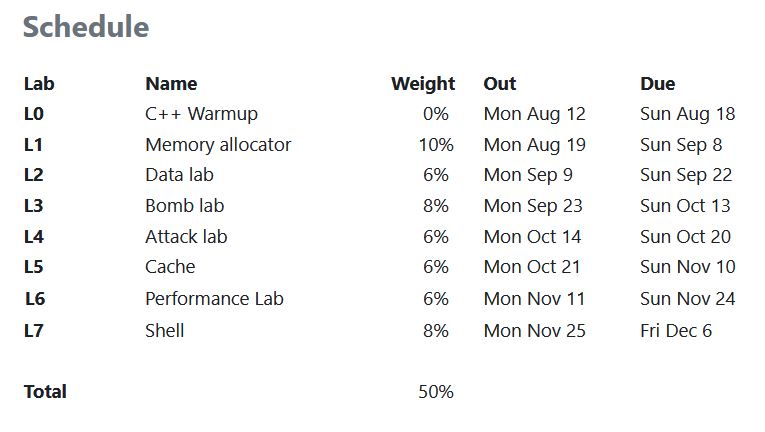 Schedule
Lab Name Weight Out Due
L0 C++ Warmup 0% Mon Aug 12 Sun Aug 18
L1 Memory allocator 10% Mon Aug 19 Sun Sep 8
L2 Data lab 6% Mon Sep 9 Sun Sep 22
L3 Bomb lab 8% Mon Sep 23 Sun Oct 13
L4 Attack lab 6% Mon Oct 14 Sun Oct 20
L5 Cache 6% Mon Oct 21 Sun Nov 10
L6 Performance Lab 6% Mon Nov 11 Sun Nov 24
L7 Shell 8% Mon Nov 25 Fri Dec 6
Total 50%